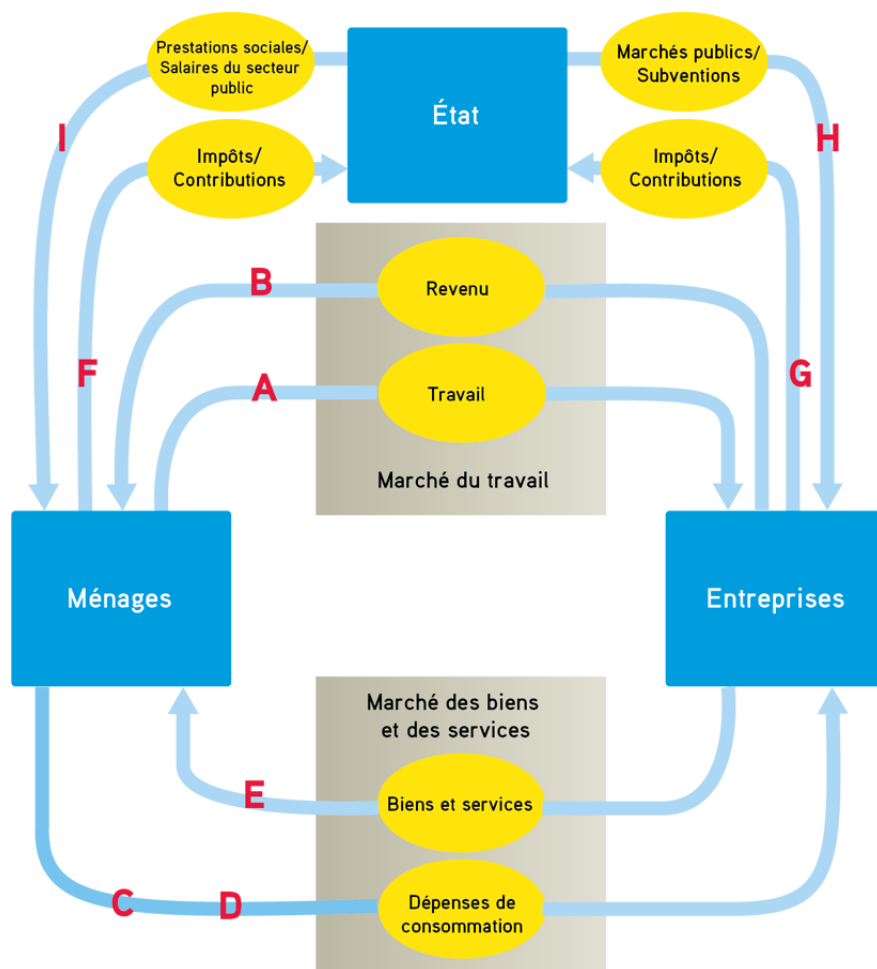 Prestations sociales/
Salaires du secteur
public
État
Marchés publics/
Subventions
I
H
Impôts/
Contributions
Impôts/
Contributions
B
Revenu
F
A
Travail
G
Marché du travail
Ménages
Entreprises
Marché des biens
et des services
E
Biens et services
C
D
Dépenses de
consommation